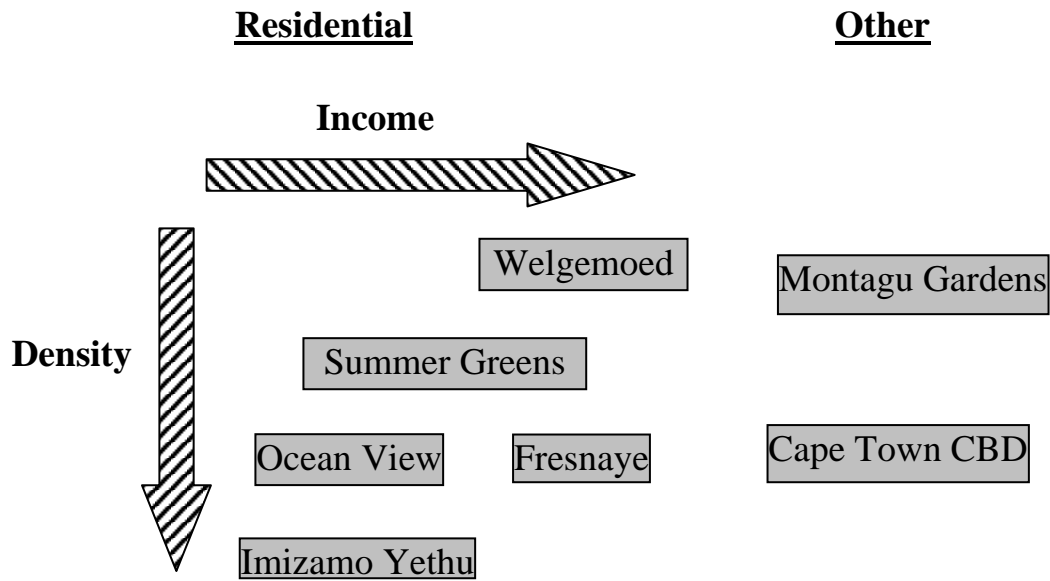 Residential
Other
Income
Welgemoed
Montagu Gardens
Density
Summer Greens
Ocean View
Fresnaye
Cape Town CBD
Imizamo Yethu